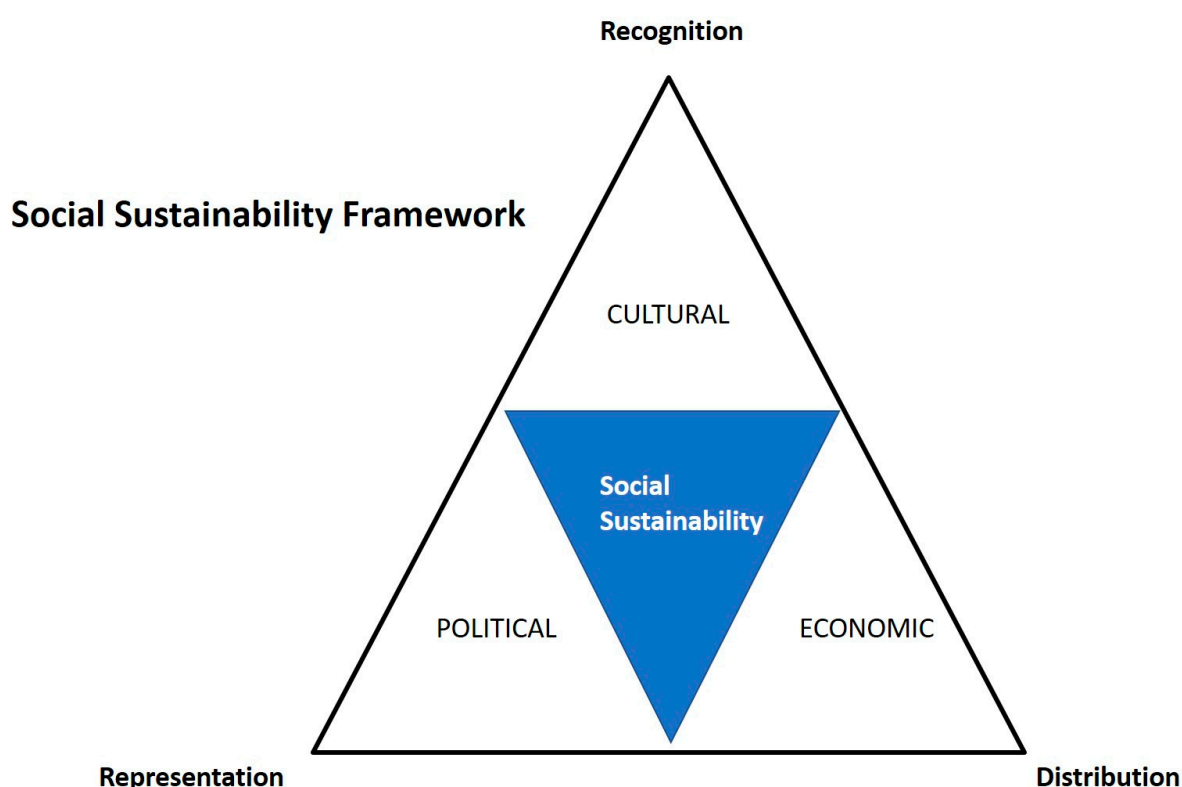 Recognition
Social Sustainability Framework
CULTURAL
Social
Sustainability
POLITICAL
ECONOMIC
Representation
Distribution